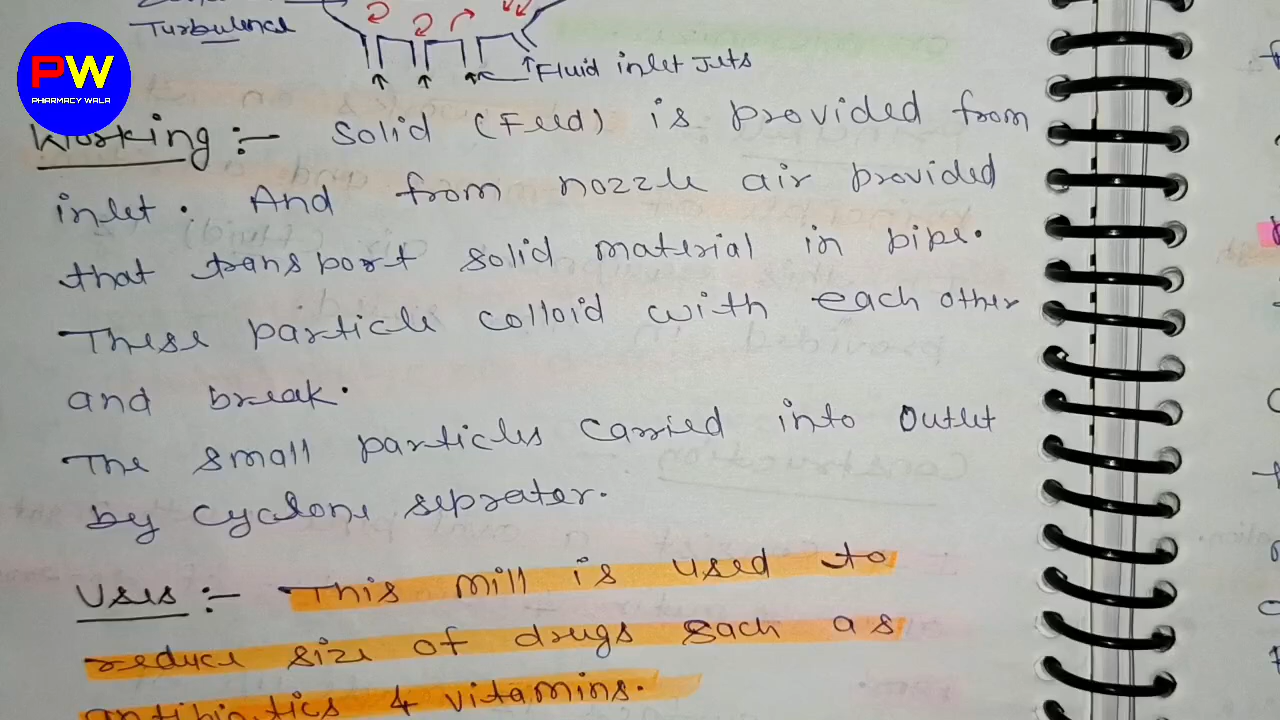 Turbulence
Fluid inlet Jets
PW
PHARMACY WALA
Working :- Solid (Feed) is provided from
inlet. And from nozzle air provided
that transport solid material in pipe.
These particle colloid with each other
and break.
The small particles carried into outlet
by cyclone seprater.
Uses :- This mill is used to
reduce size of drugs sach as
antibiotics & vitamins.